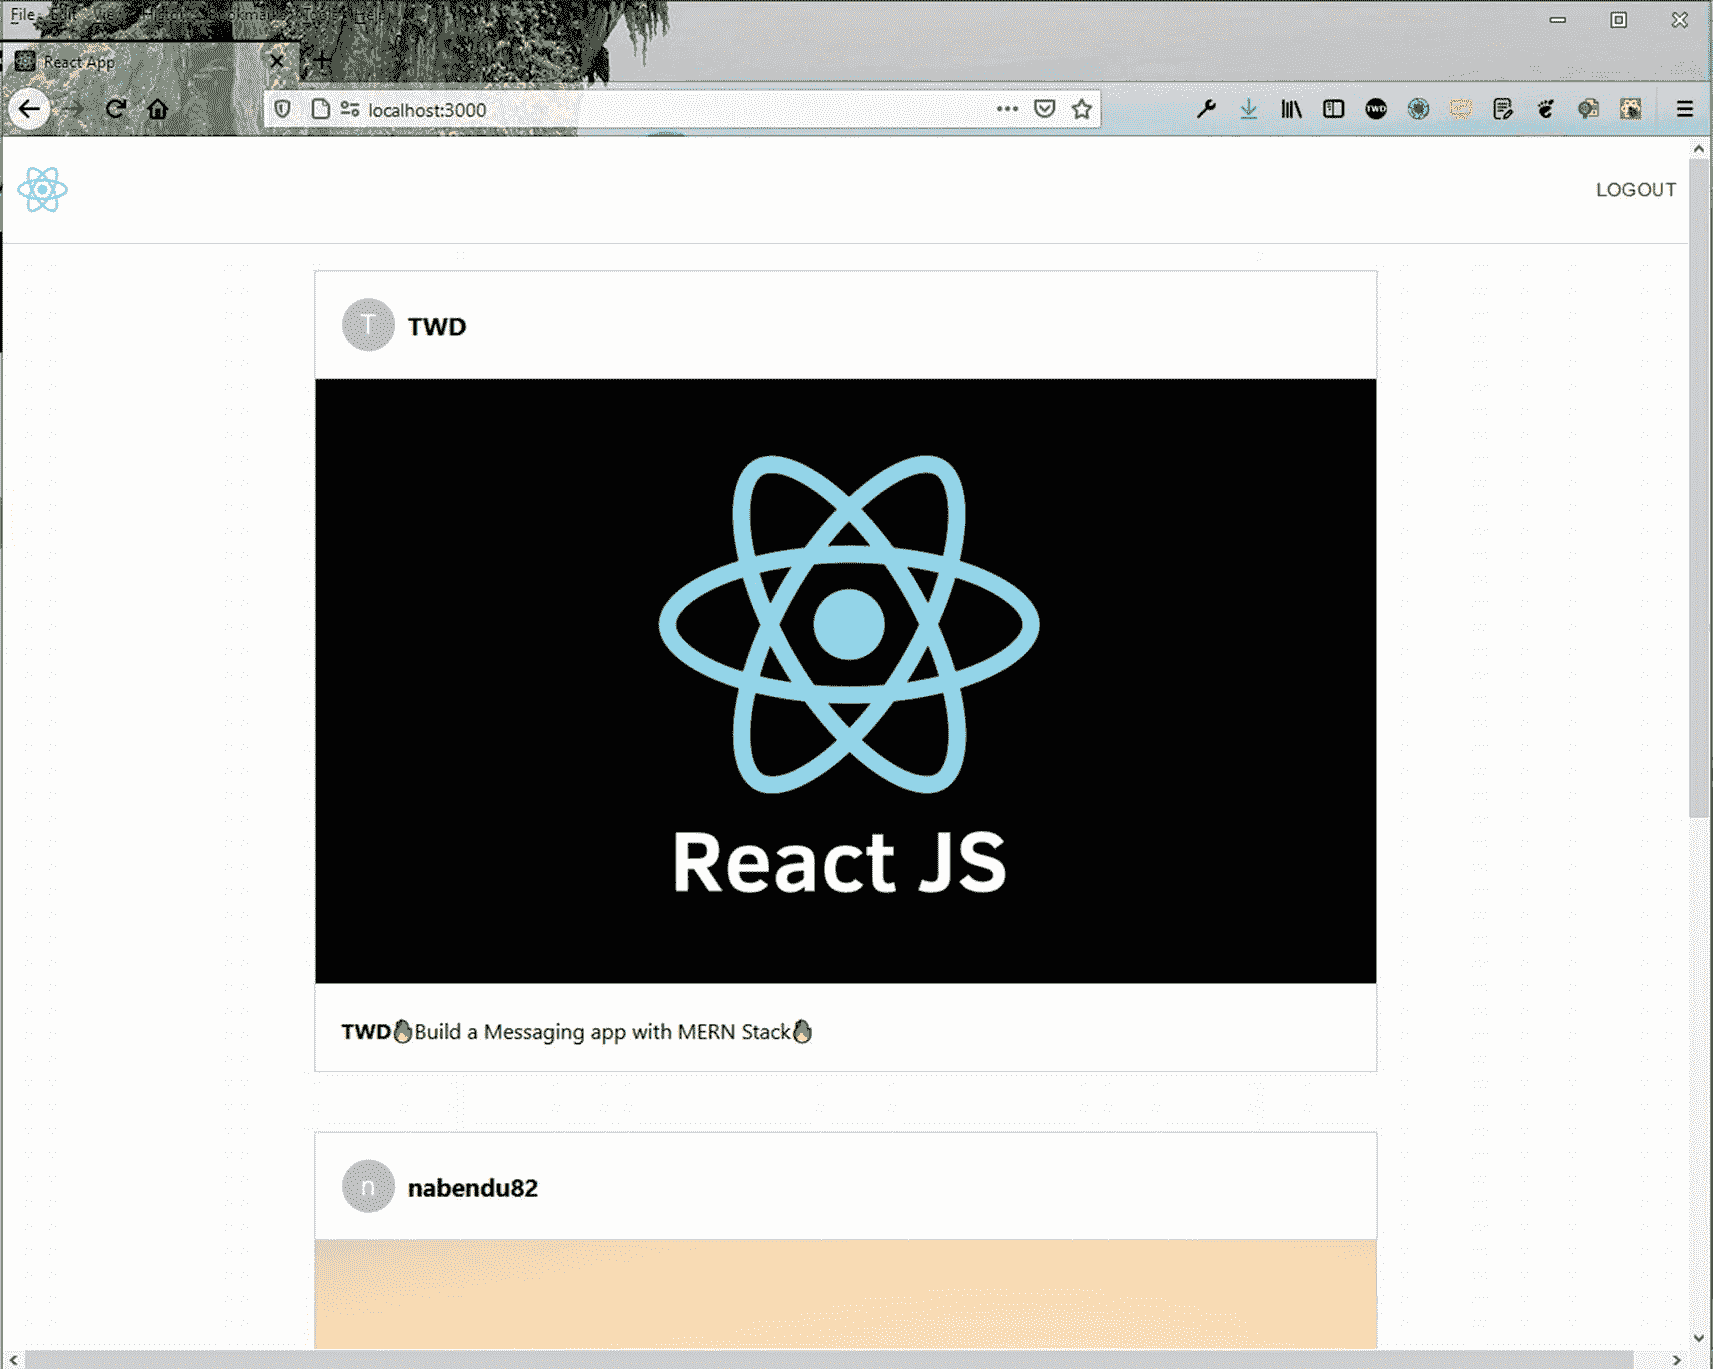 File Edit View History Bookmarks Tools Help
React App
localhost:3000
TWD
LOGOUT
T TWD
React JS
TWD🔥Build a Messaging app with MERN Stack🔥
n nabendu82